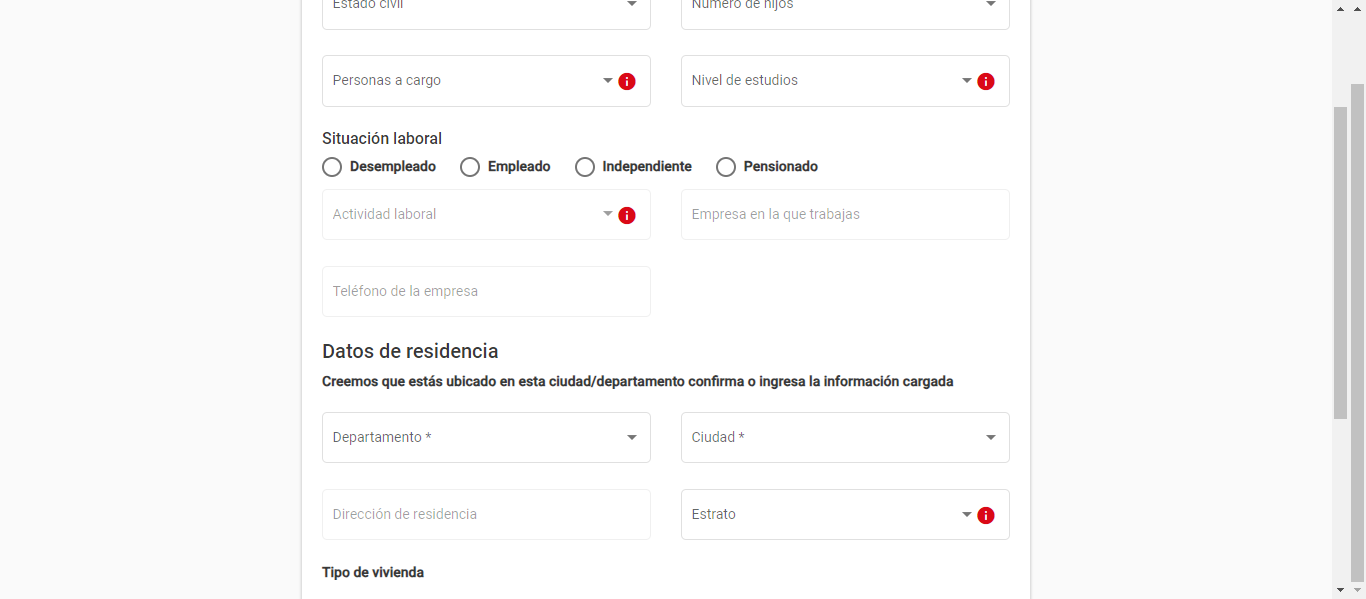 Estado civil
Número de hijos
Personas a cargo
Nivel de estudios
Situación laboral
Desempleado
Empleado
Independiente
Pensionado
Actividad laboral
Empresa en la que trabajas
Teléfono de la empresa
Datos de residencia
Creemos que estás ubicado en esta ciudad/departamento confirma o ingresa la información cargada
Departamento *
Ciudad *
Dirección de residencia
Estrato
Tipo de vivienda